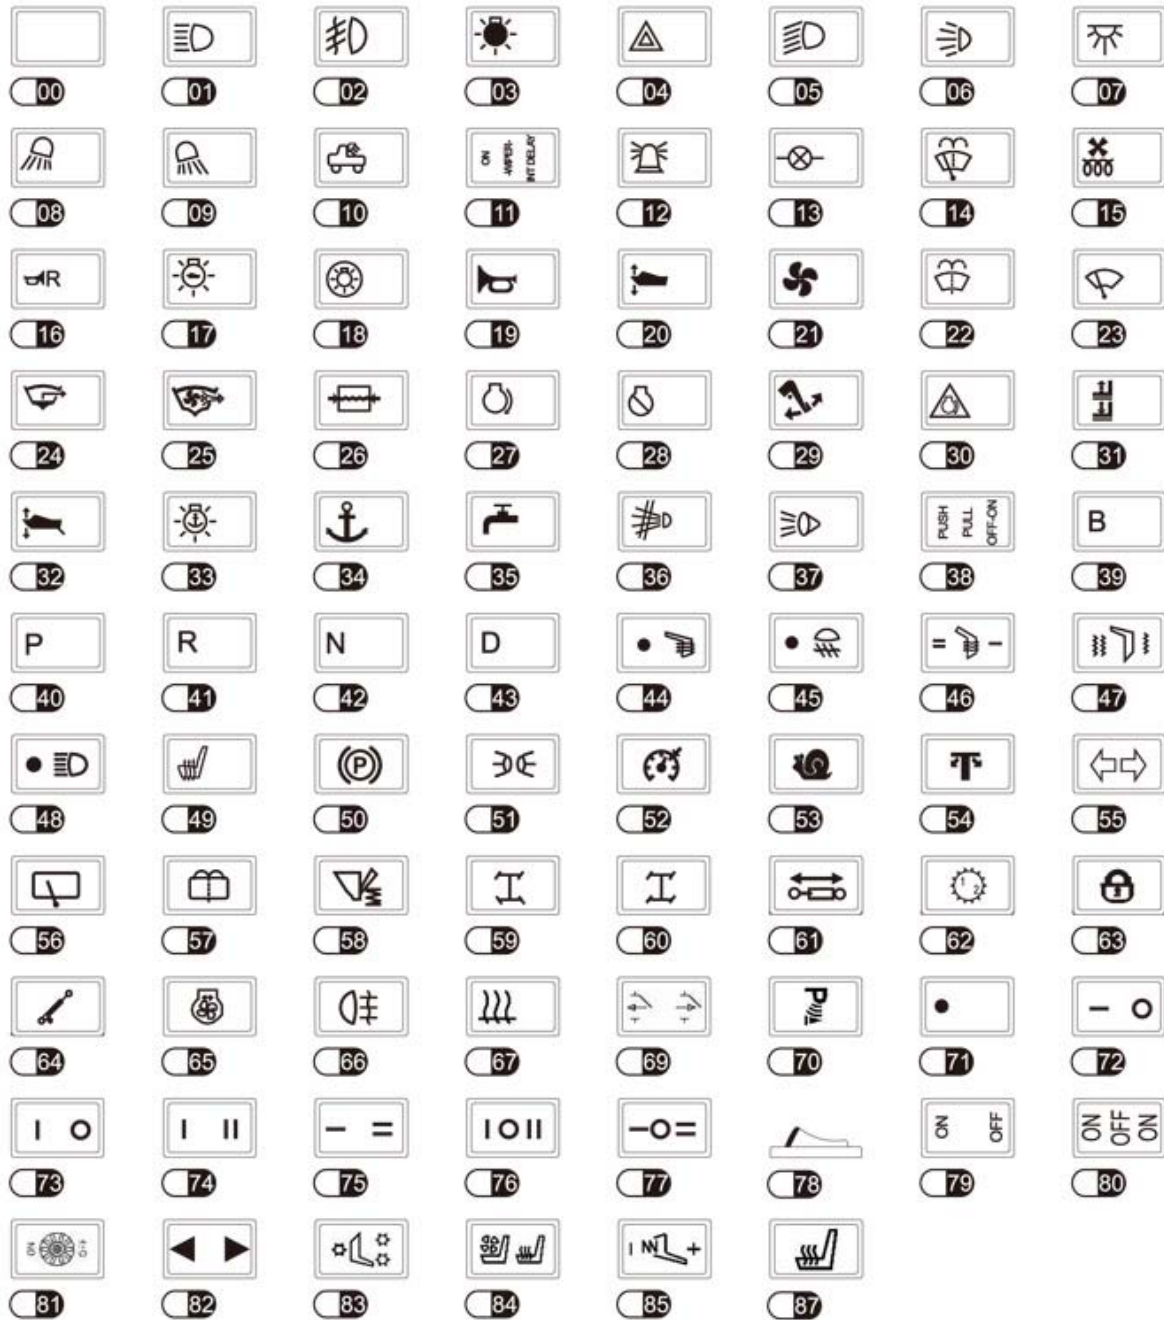 00 01 02 03 04 05 06 07
ON
-WIPER-
INT DELAY
08 09 10 11 12 13 14 15
R
16 17 18 19 20 21 22 23
24 25 26 27 28 29 30 31
PUSH
PULL
OFF-ON
B
32 33 34 35 36 37 38 39
P R N D
40 41 42 43 44 45 46 47
P
48 49 50 51 52 53 54 55
1 2
56 57 58 59 60 61 62 63
P
64 65 66 67 69 70 71 72
I O I II — = I O II — O =
ON OFF
ON
OFF
ON
73 74 75 76 77 78 79 80
I +
81 82 83 84 85 87